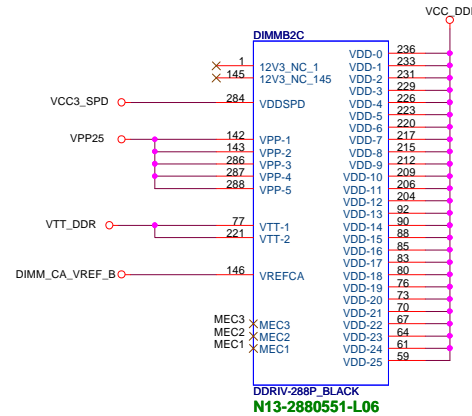 VCC_DDR
DIMMB2C
1 12V3_NC_1 VDD-0 236
145 12V3_NC_145 VDD-1 233
VDD-2 231
VCC3_SPD 284 VDDSPD VDD-3 229
VDD-4 226
VDD-5 223
VDD-6 220
VPP25 142 VPP-1 VDD-7 217
143 VPP-2 VDD-8 215
286 VPP-3 VDD-9 212
287 VPP-4 VDD-10 209
288 VPP-5 VDD-11 206
VDD-12 204
VDD-13 92
VTT_DDR 77 VTT-1 VDD-14 90
221 VTT-2 VDD-15 88
VDD-16 85
VDD-17 83
DIMM_CA_VREF_B 146 VREFCA VDD-18 80
VDD-19 76
VDD-20 73
VDD-21 70
MEC3 MEC3 VDD-22 67
MEC2 MEC2 VDD-23 64
MEC1 MEC1 VDD-24 61
VDD-25 59
DDRIV-288P_BLACK
N13-2880551-L06